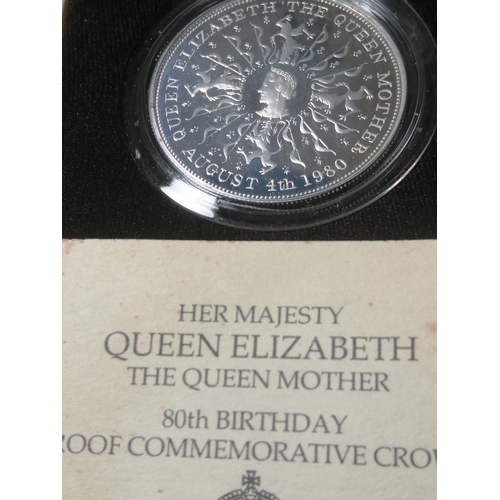 QUEEN ELIZABETH THE QUEEN MOTHER
AUGUST 4th 1980
HER MAJESTY
QUEEN ELIZABETH
THE QUEEN MOTHER
80th BIRTHDAY
ROOF COMMEMORATIVE CROW